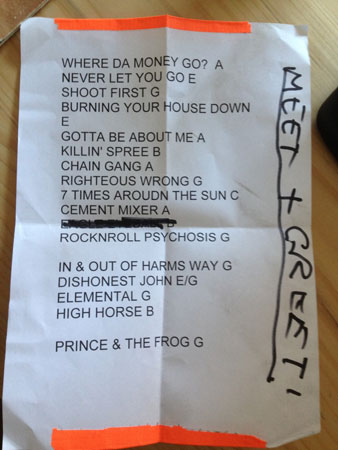 WHERE DA MONEY GO? A
NEVER LET YOU GO E
SHOOT FIRST G
BURNING YOUR HOUSE DOWN
E
GOTTA BE ABOUT ME A
KILLIN' SPREE B
CHAIN GANG A
RIGHTEOUS WRONG G
7 TIMES AROUDN THE SUN C
CEMENT MIXER A
ROCKNROLL PSYCHOSIS G
IN & OUT OF HARMS WAY G
DISHONEST JOHN E/G
ELEMENTAL G
HIGH HORSE B
PRINCE & THE FROG G
MEET + GREET!